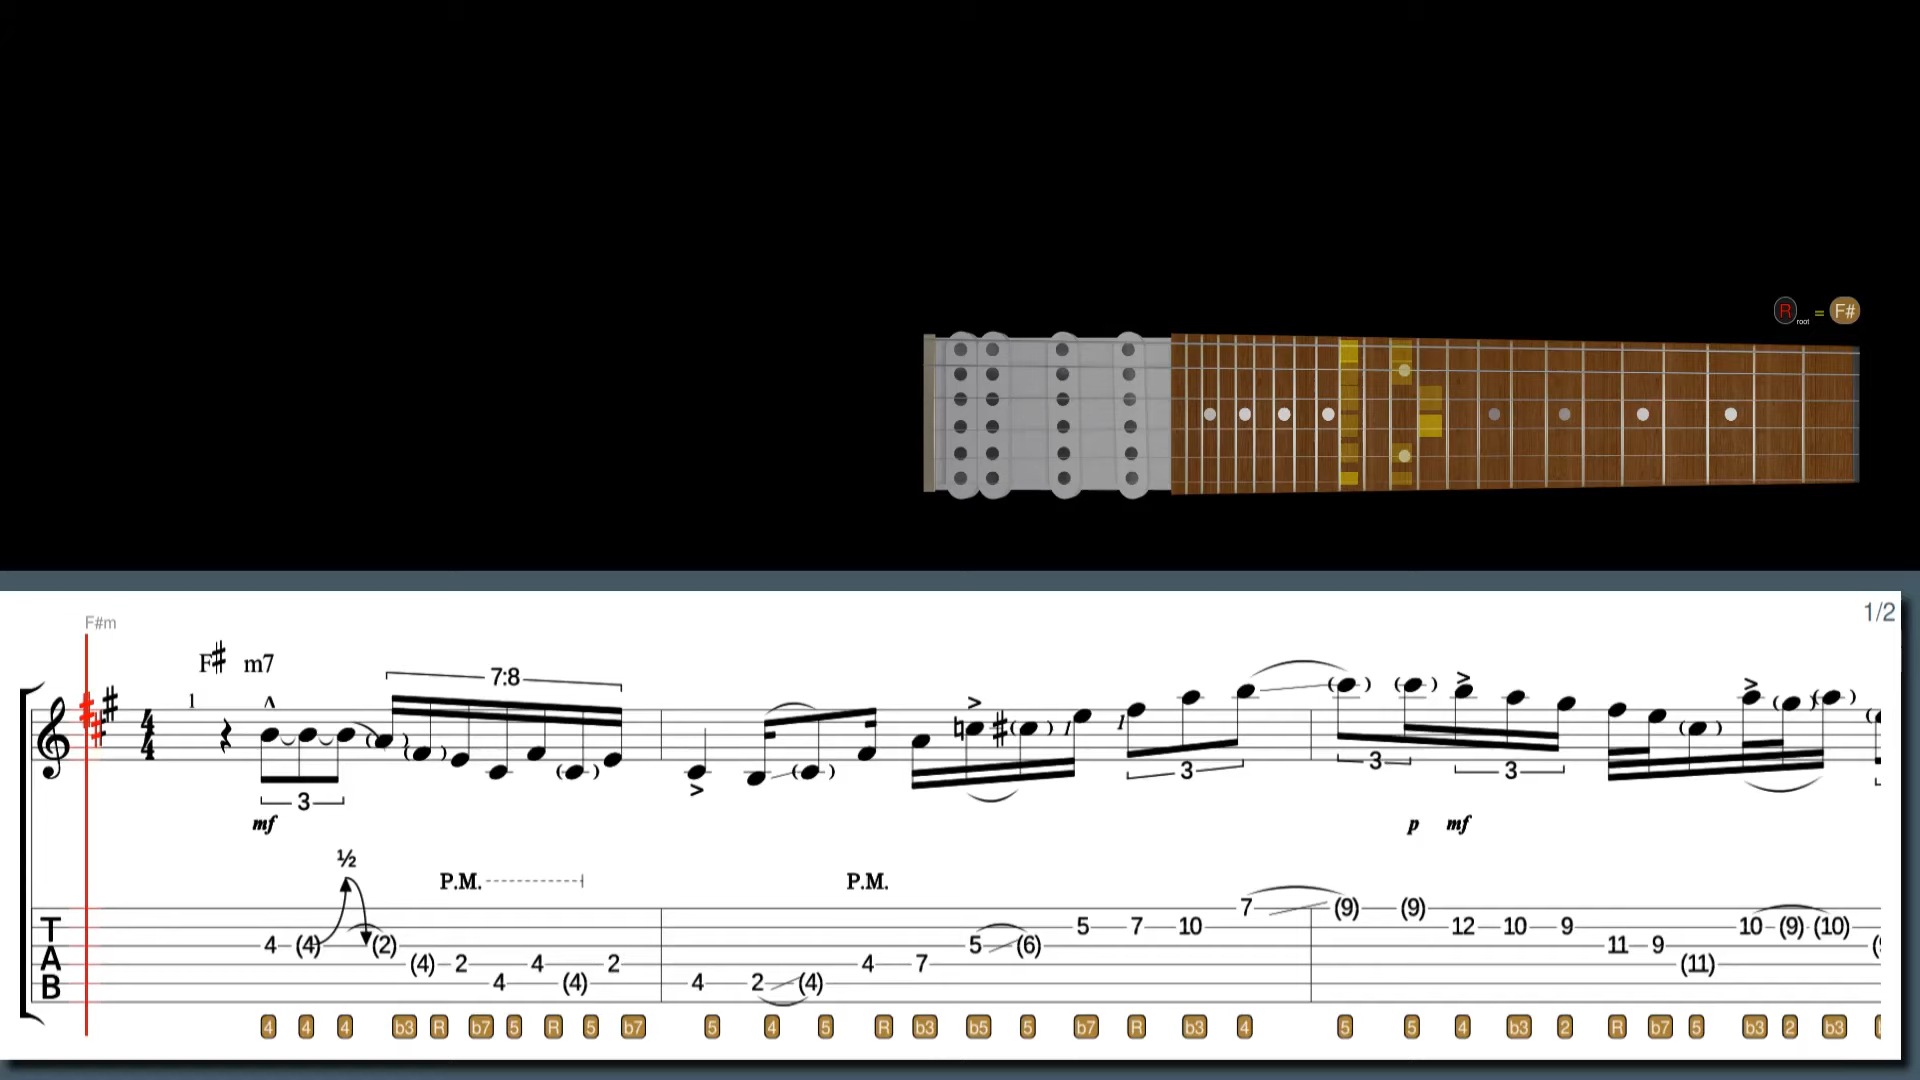 R root = F#
1/2
F#m
F# m7
7:8
1
4
4
3
3
3
3
mf
p
mf
½
P.M.
P.M.
T
A
B
7 (9) (9)
5 7 10 12 10 9 10 (9) (10)
4 (4) (2) 5 (6) 11 9
(4) 2 4 2 4 7 (11)
4 (4) 4 2 (4)
4 4 4 b3 R b7 5 R 5 b7 5 4 5 R b3 b5 5 b7 R b3 4 5 5 4 b3 2 R b7 5 b3 2 b3